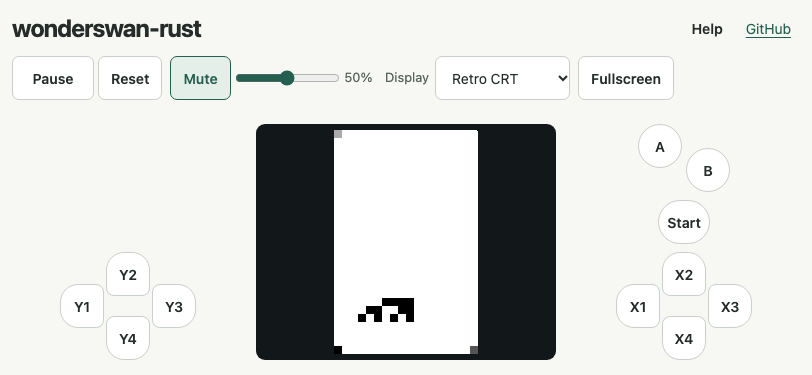 wonderswan-rust
Help
GitHub
Pause
Reset
Mute
50%
Display
Retro CRT
Fullscreen
A
B
Start
Y2
Y1
Y3
Y4
X2
X1
X3
X4